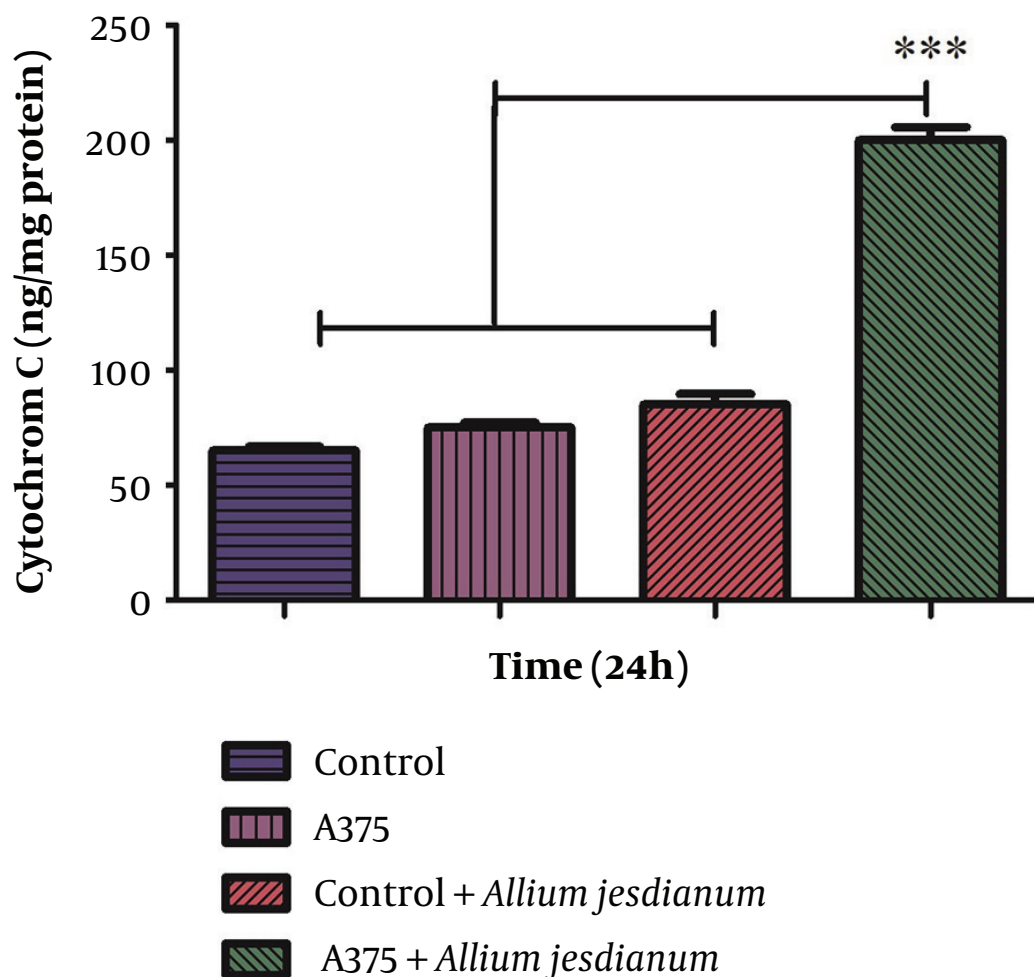 250
***
200
150
100
50
0
Cytochrom C (ng/mg protein)
Time (24h)
Control
A375
Control + Allium jesdianum
A375 + Allium jesdianum